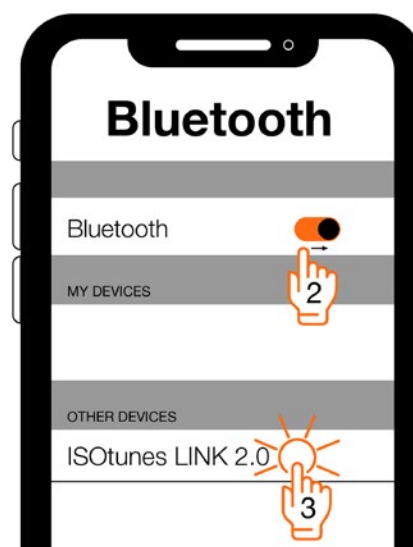 Bluetooth
Bluetooth
2
MY DEVICES
OTHER DEVICES
ISOtunes LINK 2.0
3